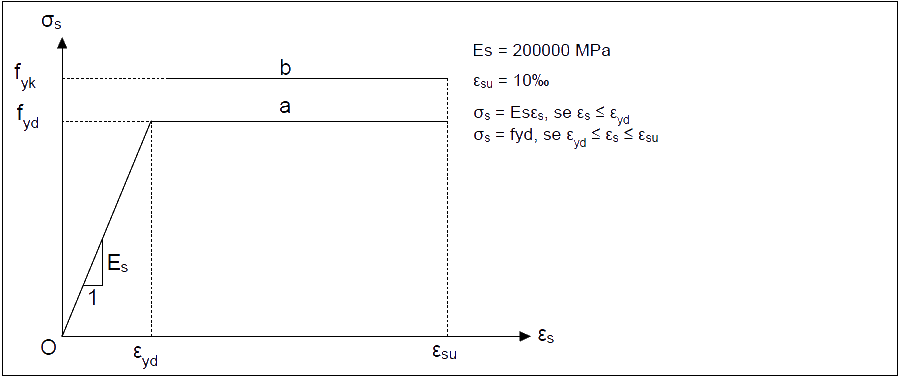 σs
fyk
b
fyd
a
Es
1
O
εyd
εsu
εs
Es = 200000 MPa
εsu = 10‰
σs = Esεs, se εs ≤ εyd
σs = fyd, se εyd ≤ εs ≤ εsu